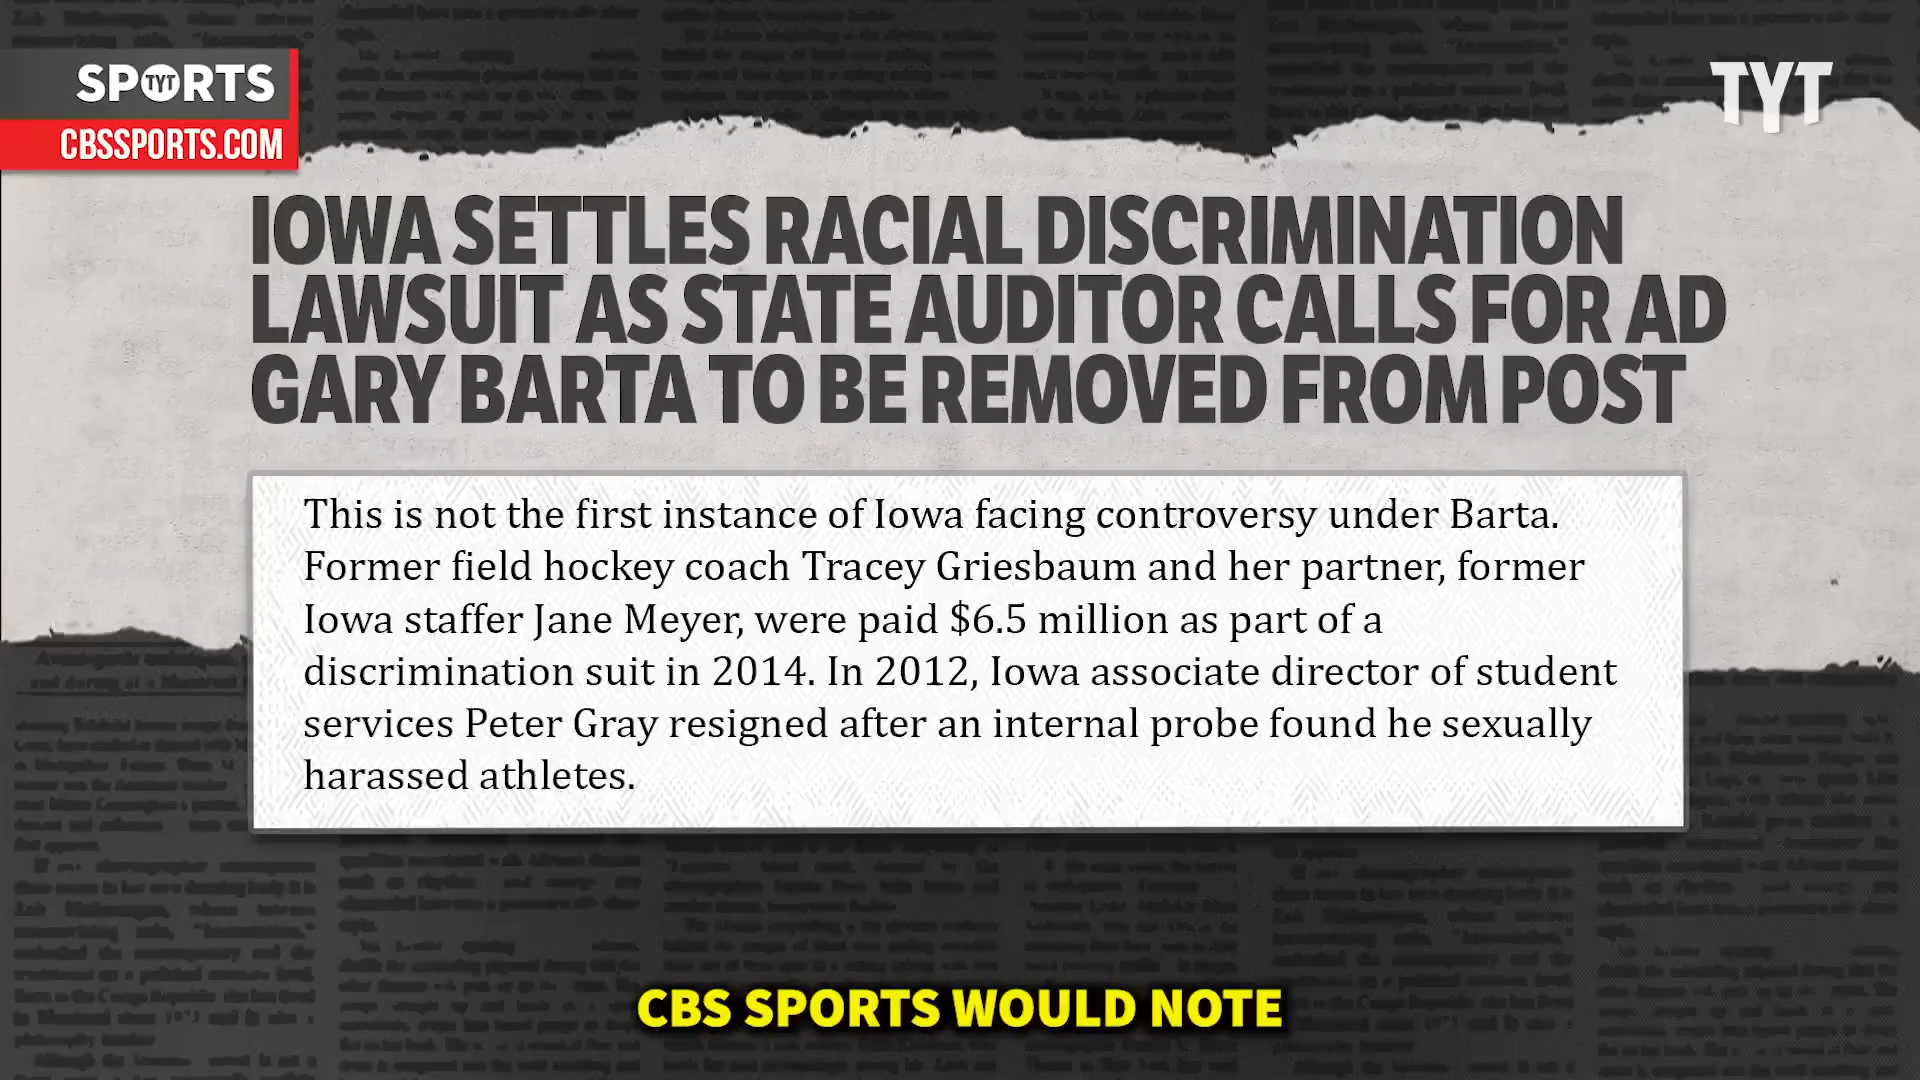 SPORTS
TYT
CBSSPORTS.COM
TYT
IOWA SETTLES RACIAL DISCRIMINATION
LAWSUIT AS STATE AUDITOR CALLS FOR AD
GARY BARTA TO BE REMOVED FROM POST
This is not the first instance of Iowa facing controversy under Barta.
Former field hockey coach Tracey Griesbaum and her partner, former
Iowa staffer Jane Meyer, were paid $6.5 million as part of a
discrimination suit in 2014. In 2012, Iowa associate director of student
services Peter Gray resigned after an internal probe found he sexually
harassed athletes.
CBS SPORTS WOULD NOTE